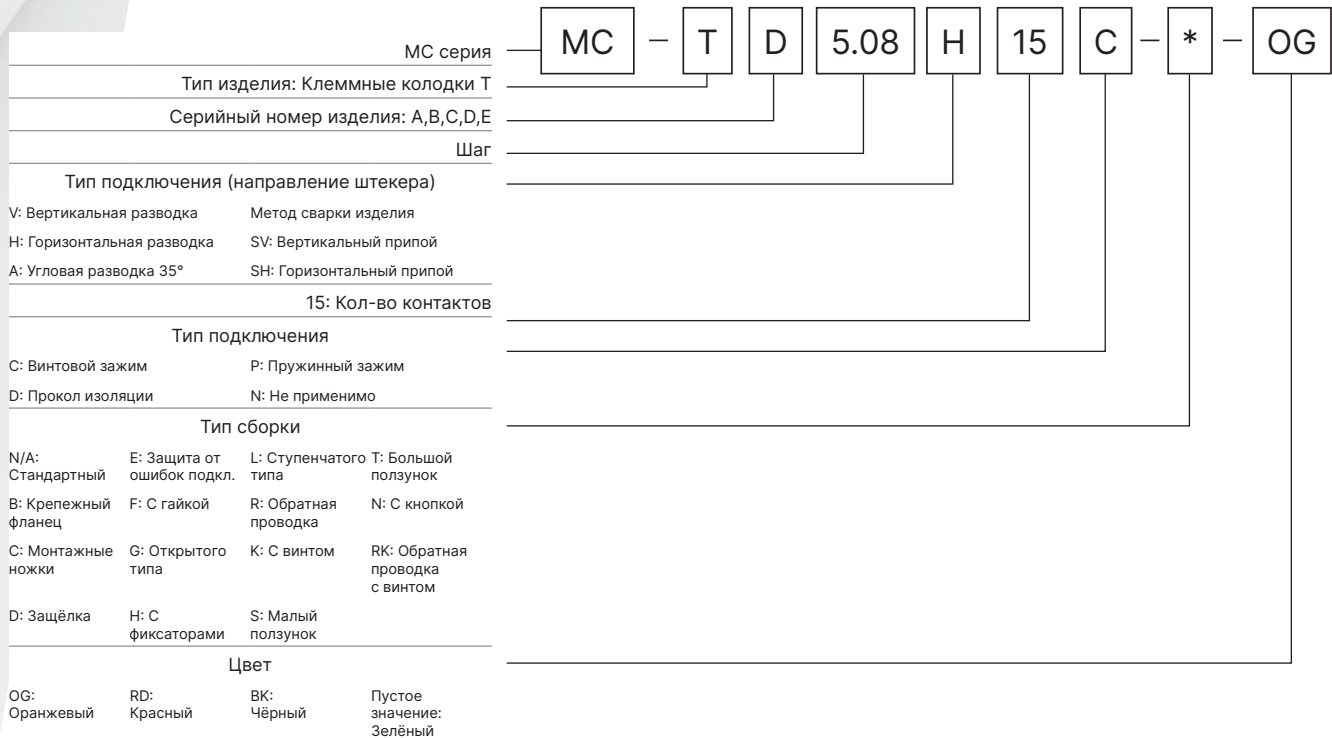 MC – T D 5.08 H 15 C – * – OG
МС серия
Тип изделия: Клеммные колодки Т
Серийный номер изделия: A,B,C,D,E
Шаг
Тип подключения (направление штекера)
V: Вертикальная разводка Метод сварки изделия
H: Горизонтальная разводка SV: Вертикальный припой
A: Угловая разводка 35° SH: Горизонтальный припой
15: Кол-во контактов
Тип подключения
C: Винтовой зажим P: Пружинный зажим
D: Прокол изоляции N: Не применимо
Тип сборки
N/A: E: Защита от L: Ступенчатого T: Большой
Стандартный ошибок подкл. типа ползунок
B: Крепежный F: С гайкой R: Обратная N: С кнопкой
фланец проводка
C: Монтажные G: Открытого K: С винтом RK: Обратная
ножки типа проводка
с винтом
D: Защёлка H: С S: Малый
фиксаторами ползунок
Цвет
OG: RD: BK: Пустое
Оранжевый Красный Чёрный значение:
Зелёный